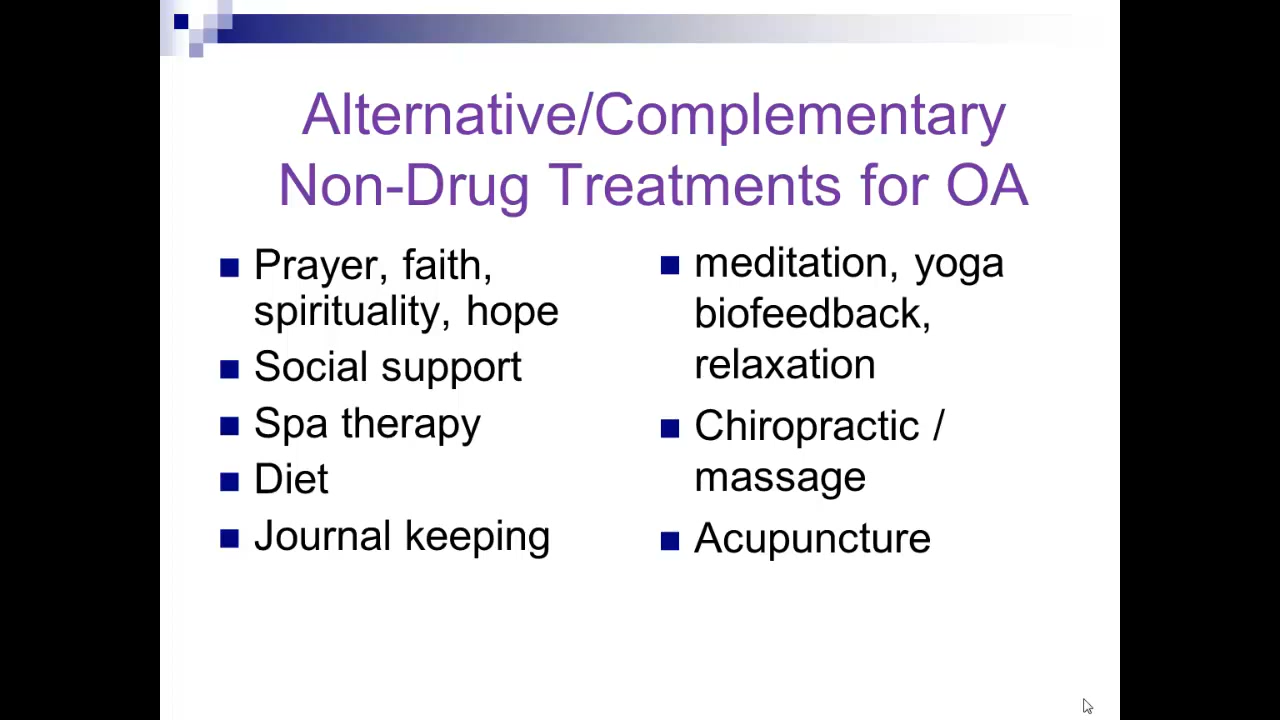 Alternative/Complementary
Non-Drug Treatments for OA
Prayer, faith,
spirituality, hope
Social support
Spa therapy
Diet
Journal keeping
meditation, yoga
biofeedback,
relaxation
Chiropractic /
massage
Acupuncture